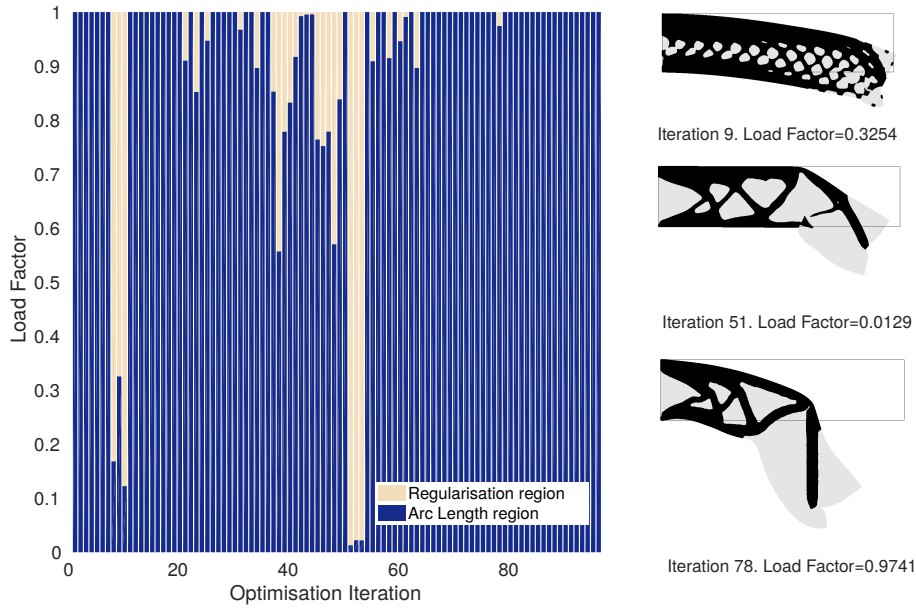 1
0.9
0.8
0.7
0.6
0.5
0.4
0.3
0.2
0.1
0
Load Factor
Regularisation region
Arc Length region
0 20 40 60 80
Optimisation Iteration
Iteration 9. Load Factor=0.3254
Iteration 51. Load Factor=0.0129
Iteration 78. Load Factor=0.9741